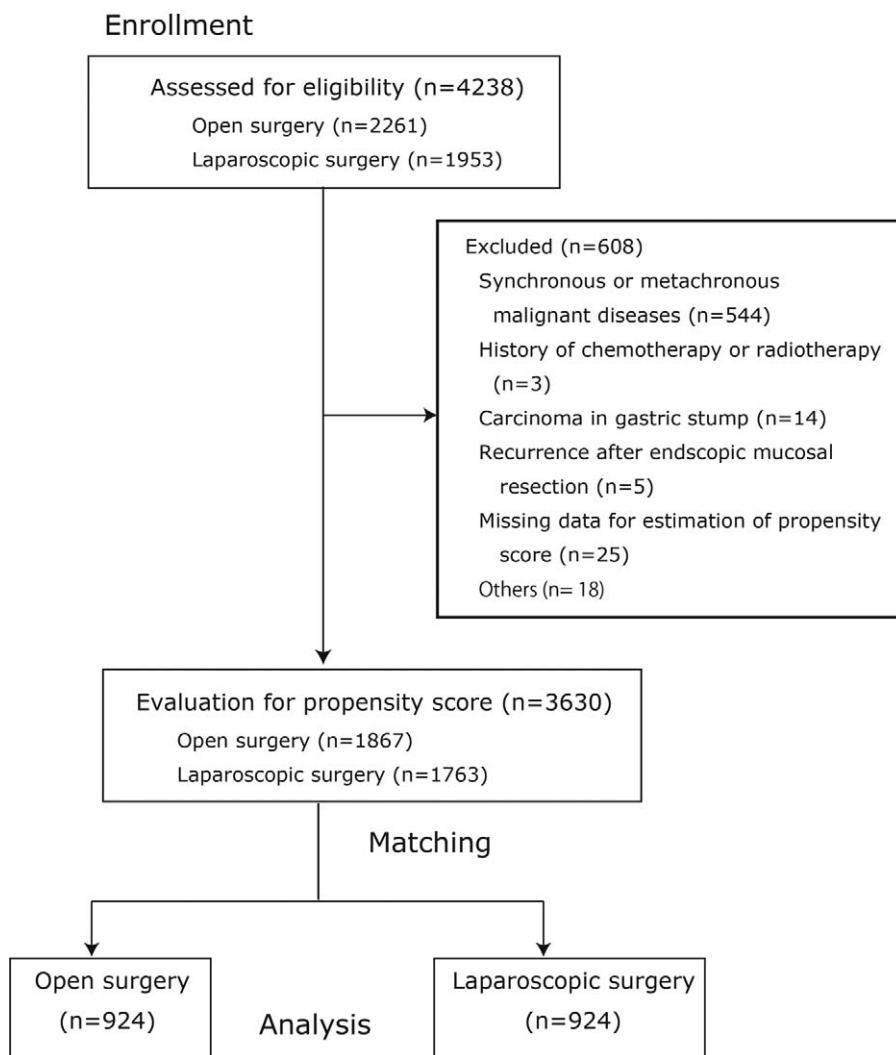 Enrollment
Assessed for eligibility (n=4238)
Open surgery (n=2261)
Laparoscopic surgery (n=1953)
Excluded (n=608)
Synchronous or metachronous
malignant diseases (n=544)
History of chemotherapy or radiotherapy
(n=3)
Carcinoma in gastric stump (n=14)
Recurrence after endscopic mucosal
resection (n=5)
Missing data for estimation of propensity
score (n=25)
Others (n= 18)
Evaluation for propensity score (n=3630)
Open surgery (n=1867)
Laparoscopic surgery (n=1763)
Matching
Open surgery
(n=924)
Laparoscopic surgery
(n=924)
Analysis